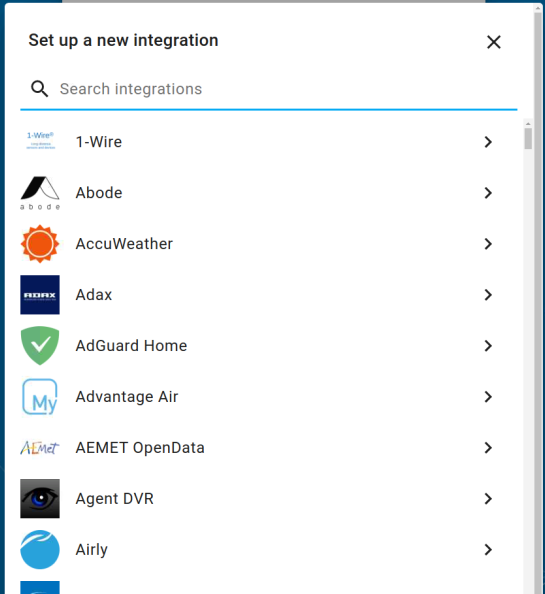 Set up a new integration
Search integrations
1-Wire®
1-Wire
abode
Abode
AccuWeather
ADAX
Adax
AdGuard Home
My
Advantage Air
AEMet
AEMET OpenData
Agent DVR
Airly